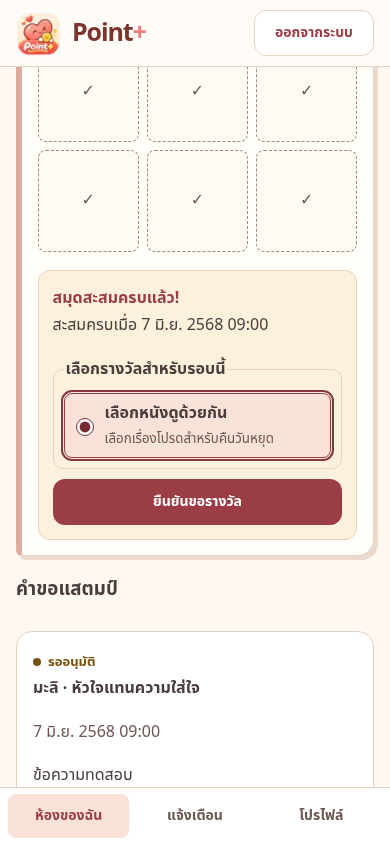 Point+
Point+
ออกจากระบบ
✓ ✓ ✓
✓ ✓ ✓
สมุดสะสมครบแล้ว!
สะสมครบเมื่อ 7 มิ.ย. 2568 09:00
เลือกรางวัลสำหรับรอบนี้
เลือกหนังดูด้วยกัน
เลือกเรื่องโปรดสำหรับคืนวันหยุด
ยืนยันขอรางวัล
คำขอแสตมป์
รออนุมัติ
มะลิ · หัวใจแทนความใส่ใจ
7 มิ.ย. 2568 09:00
ข้อความทดสอบ
ห้องของฉัน
แจ้งเตือน
โปรไฟล์